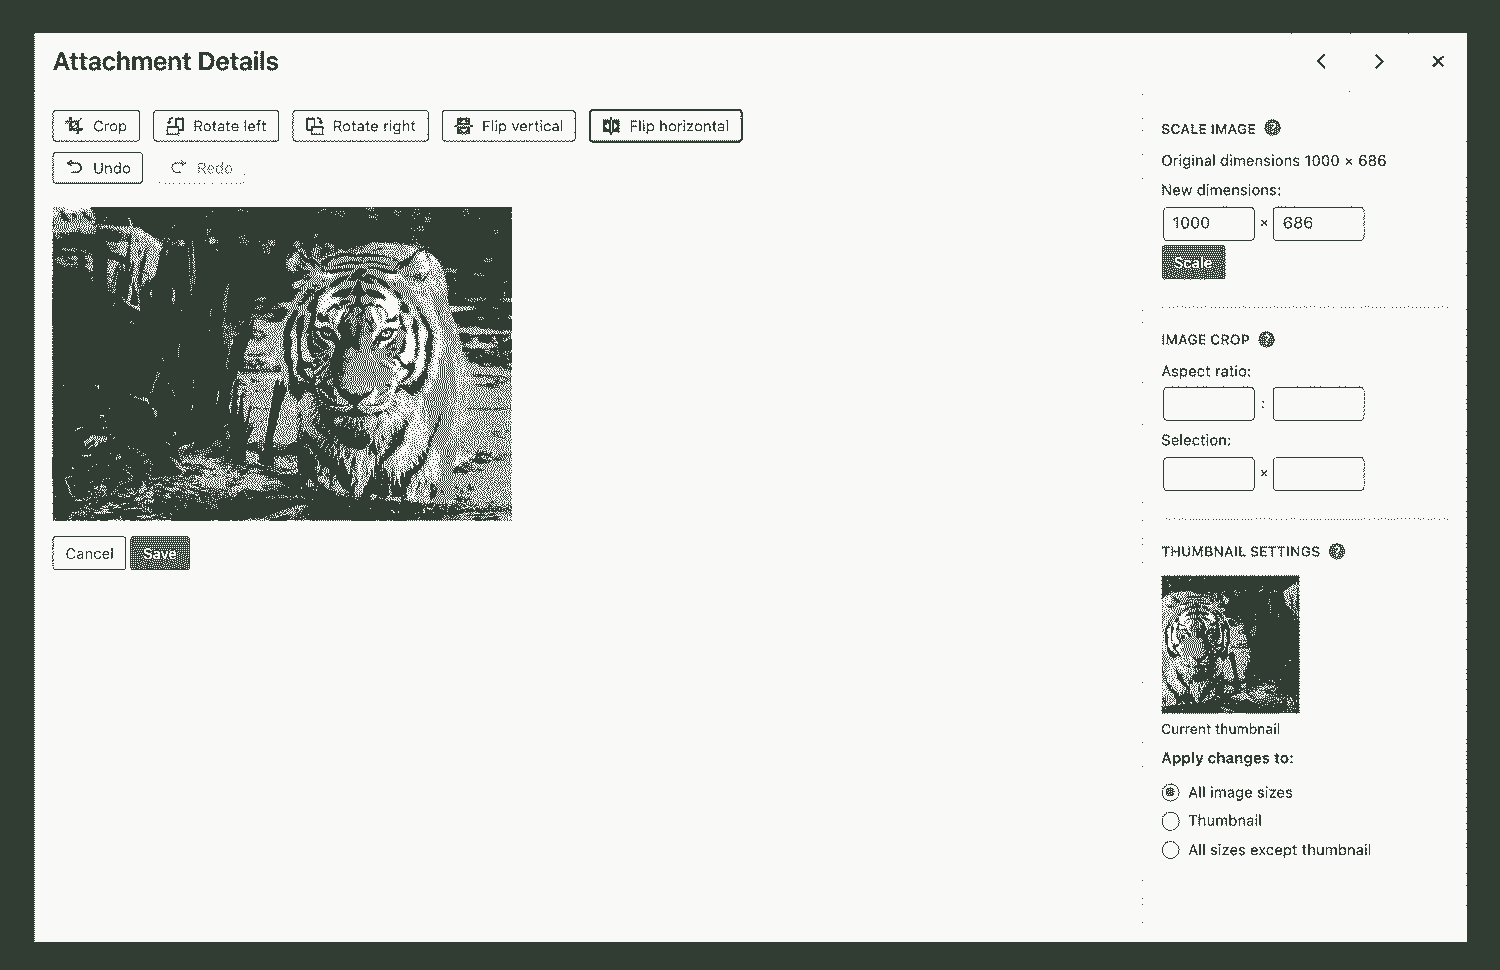 Attachment Details
Crop
Rotate left
Rotate right
Flip vertical
Flip horizontal
Undo
Redo
Cancel
Save
SCALE IMAGE
Original dimensions 1000 × 686
New dimensions:
1000 × 686
Scale
IMAGE CROP
Aspect ratio:
:
Selection:
×
THUMBNAIL SETTINGS
Current thumbnail
Apply changes to:
All image sizes
Thumbnail
All sizes except thumbnail